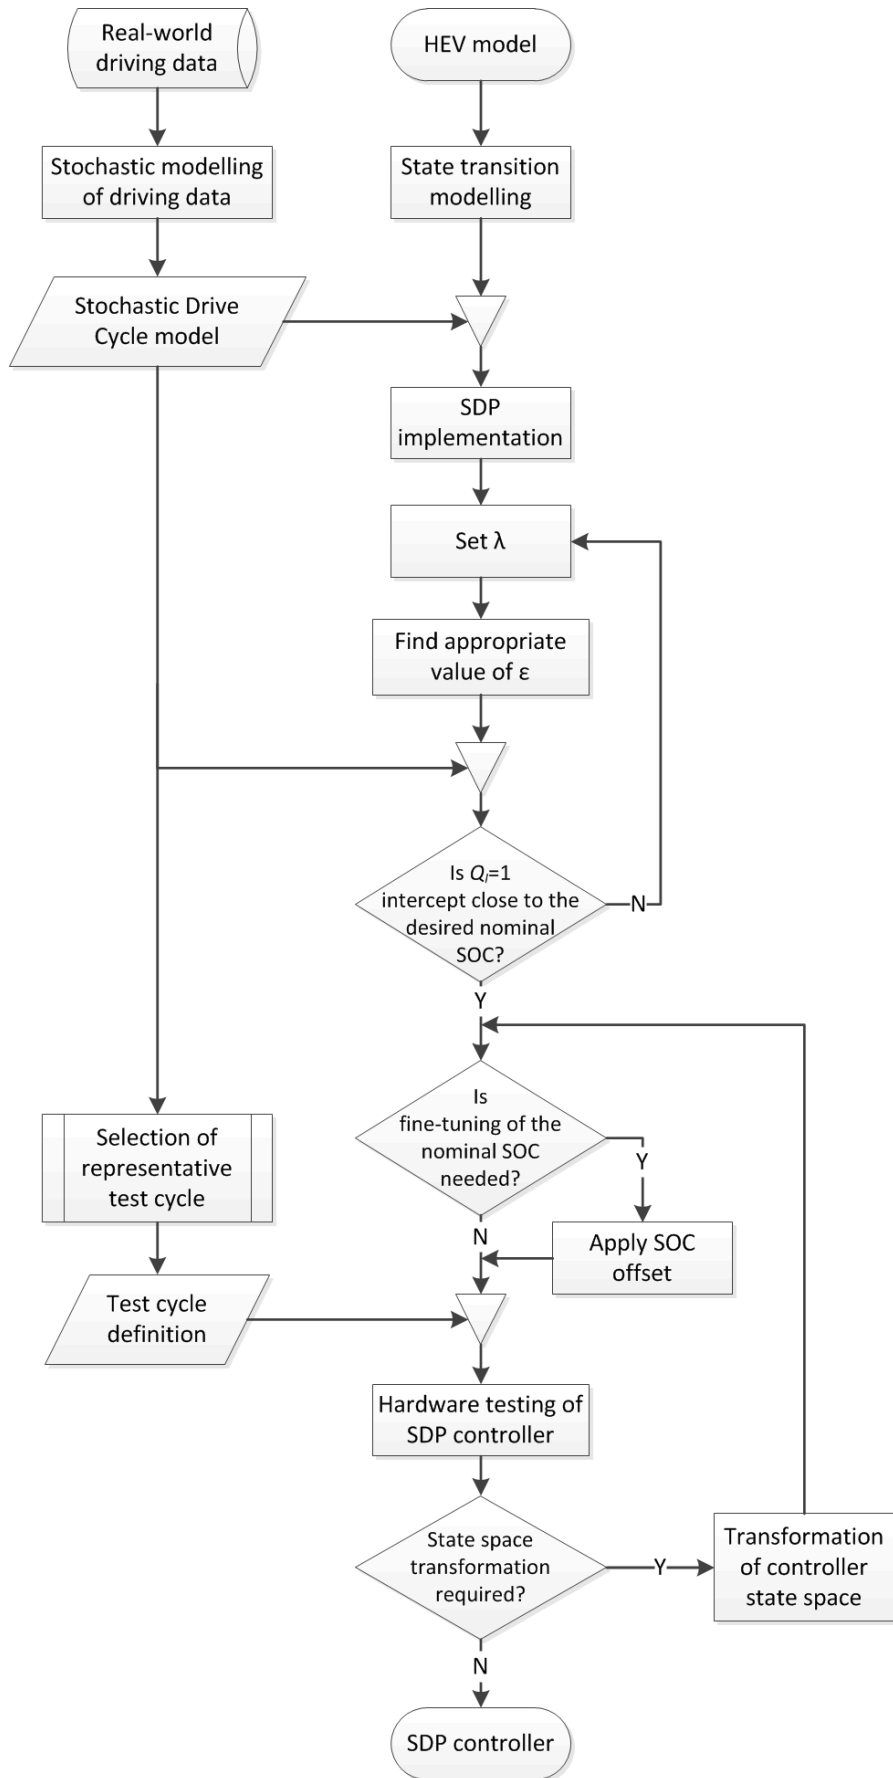 Real-world
driving data
HEV model
Stochastic modelling
of driving data
State transition
modelling
Stochastic Drive
Cycle model
SDP
implementation
Set λ
Find appropriate
value of ε
Is Qₗ=1
intercept close to the
desired nominal
SOC?
N
Y
Is
fine-tuning of the
nominal SOC
needed?
Y
N
Selection of
representative
test cycle
Apply SOC
offset
Test cycle
definition
Hardware testing of
SDP controller
State space
transformation
required?
Y
Transformation
of controller
state space
N
SDP controller